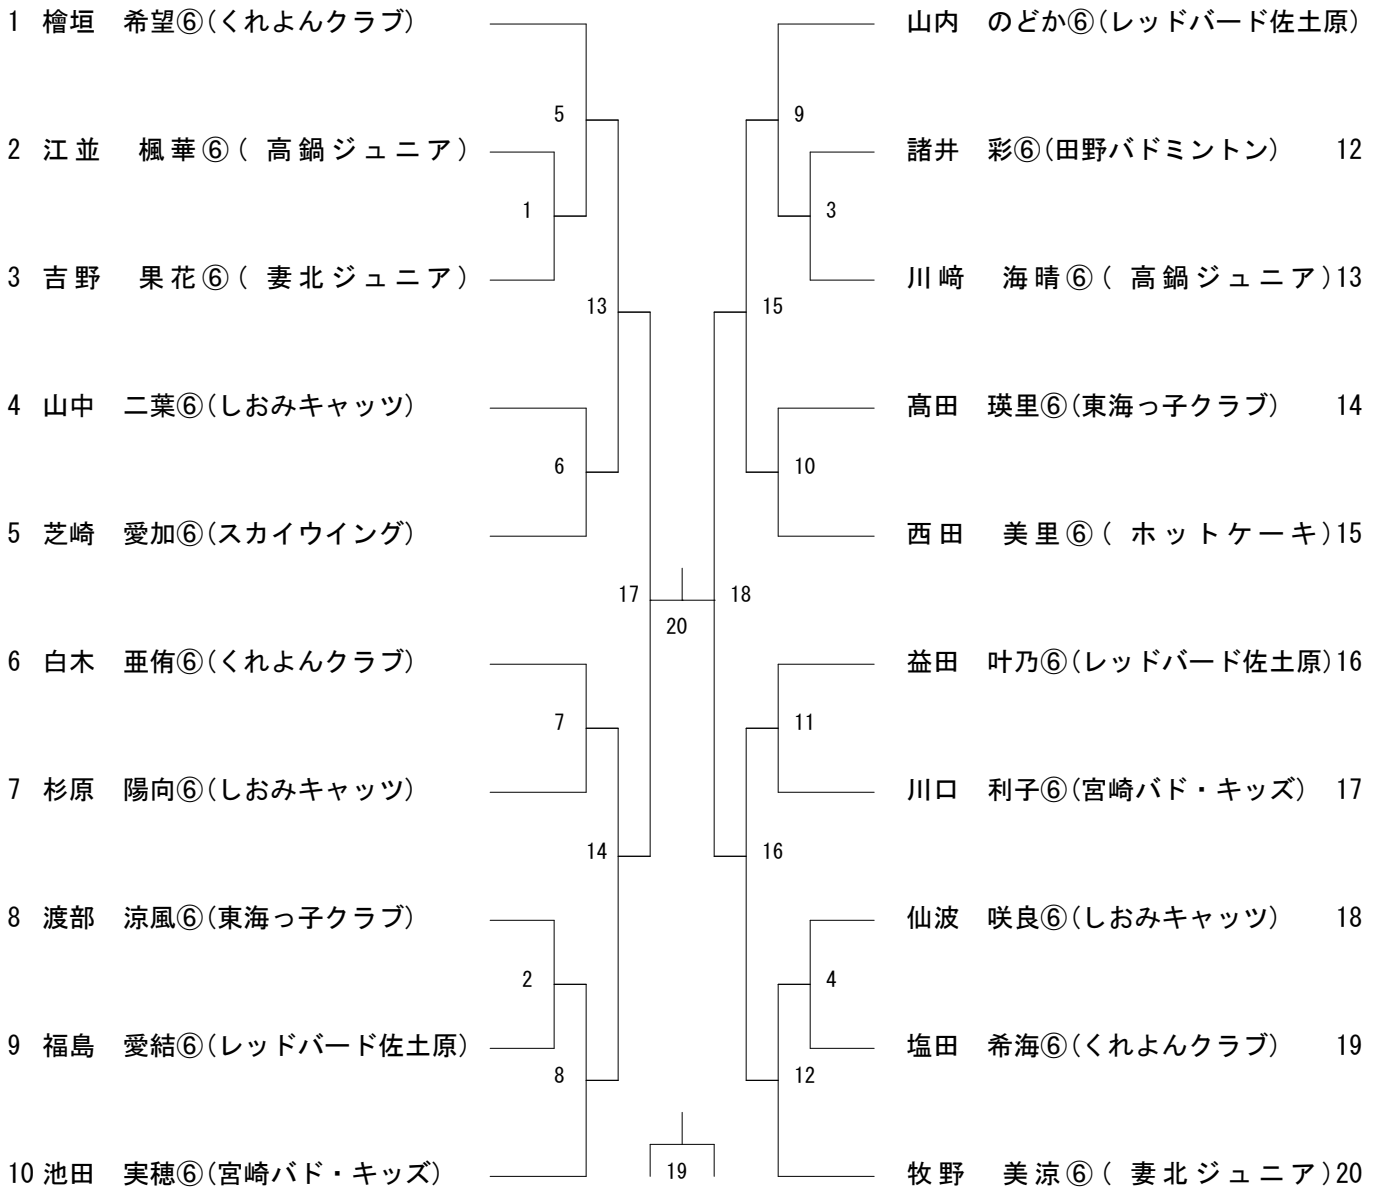 1 檜垣 希望⑥(くれよんクラブ)
山内 のどか⑥(レッドバード佐土原)
5
9
2 江並 楓華⑥(高鍋ジュニア)
諸井 彩⑥(田野バドミントン) 12
1
3
3 吉野 果花⑥(妻北ジュニア)
川﨑 海晴⑥(高鍋ジュニア)13
13
15
4 山中 二葉⑥(しおみキャッツ)
髙田 瑛里⑥(東海っ子クラブ) 14
6
10
5 芝崎 愛加⑥(スカイウイング)
西田 美里⑥(ホットケーキ)15
17
18
20
6 白木 亜侑⑥(くれよんクラブ)
益田 叶乃⑥(レッドバード佐土原)16
7
11
7 杉原 陽向⑥(しおみキャッツ)
川口 利子⑥(宮崎バド・キッズ) 17
14
16
8 渡部 涼風⑥(東海っ子クラブ)
仙波 咲良⑥(しおみキャッツ) 18
2
4
9 福島 愛結⑥(レッドバード佐土原)
塩田 希海⑥(くれよんクラブ) 19
8
12
10 池田 実穂⑥(宮崎バド・キッズ)
19
牧野 美涼⑥(妻北ジュニア)20